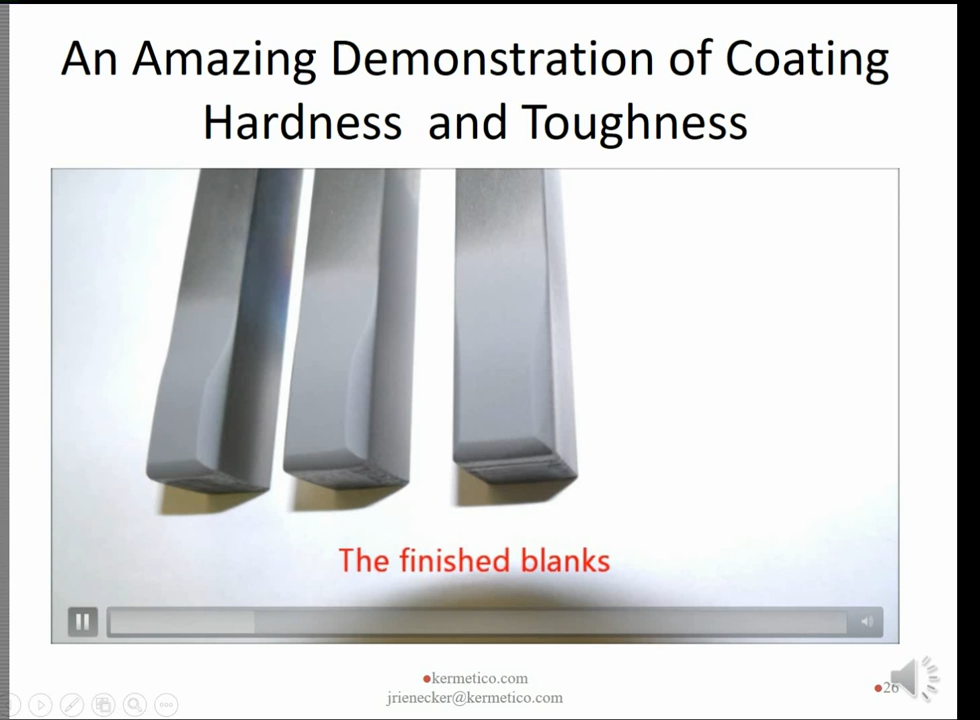 An Amazing Demonstration of Coating
Hardness and Toughness
The finished blanks
kermetico.com
jrienecker@kermetico.com
26